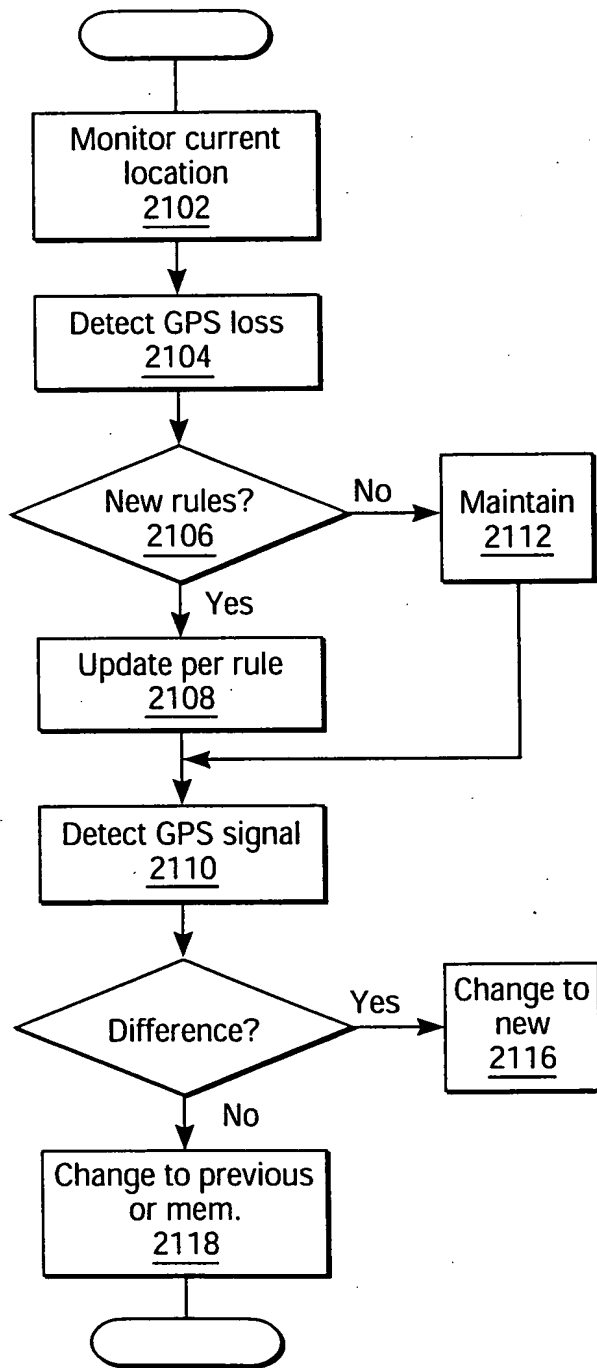 Monitor current
location
2102
Detect GPS loss
2104
New rules?
2106
No
Maintain
2112
Yes
Update per rule
2108
Detect GPS signal
2110
Difference?
Yes
Change to
new
2116
No
Change to previous
or mem.
2118